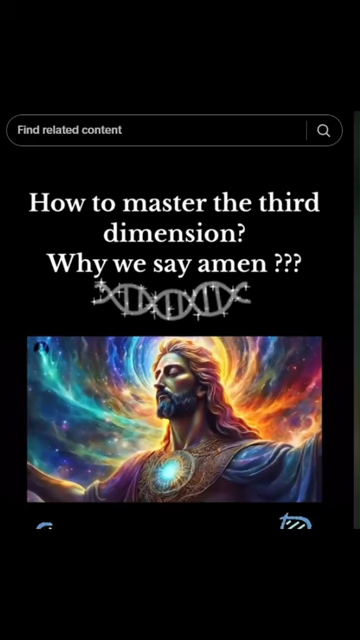 Find related content
How to master the third
dimension?
Why we say amen ???